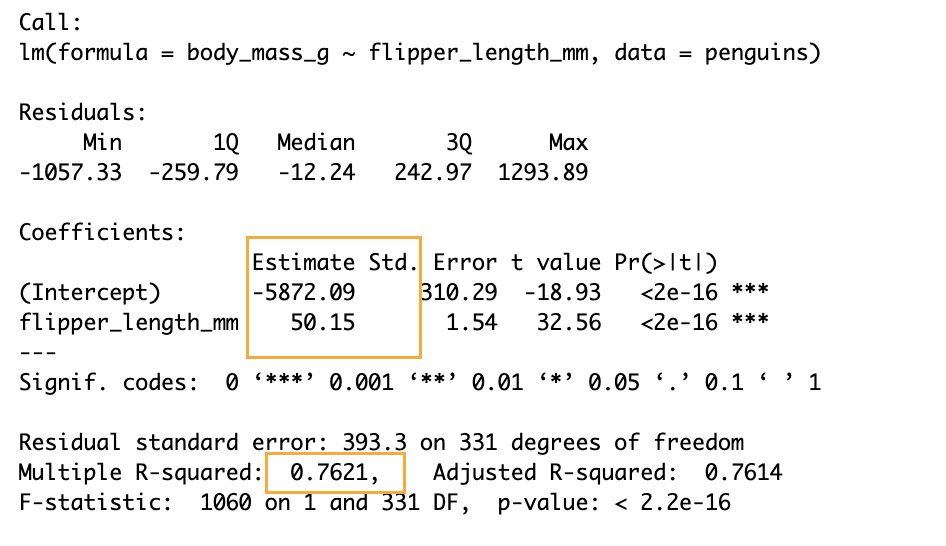 Call:
lm(formula = body_mass_g ~ flipper_length_mm, data = penguins)
Residuals:
     Min       1Q   Median       3Q      Max
-1057.33  -259.79   -12.24   242.97  1293.89
Coefficients:
                  Estimate Std. Error t value Pr(>|t|)
(Intercept)       -5872.09     310.29  -18.93   <2e-16 ***
flipper_length_mm    50.15       1.54   32.56   <2e-16 ***
---
Signif. codes:  0 ‘***’ 0.001 ‘**’ 0.01 ‘*’ 0.05 ‘.’ 0.1 ‘ ’ 1
Residual standard error: 393.3 on 331 degrees of freedom
Multiple R-squared:  0.7621,    Adjusted R-squared:  0.7614
F-statistic:  1060 on 1 and 331 DF,  p-value: < 2.2e-16